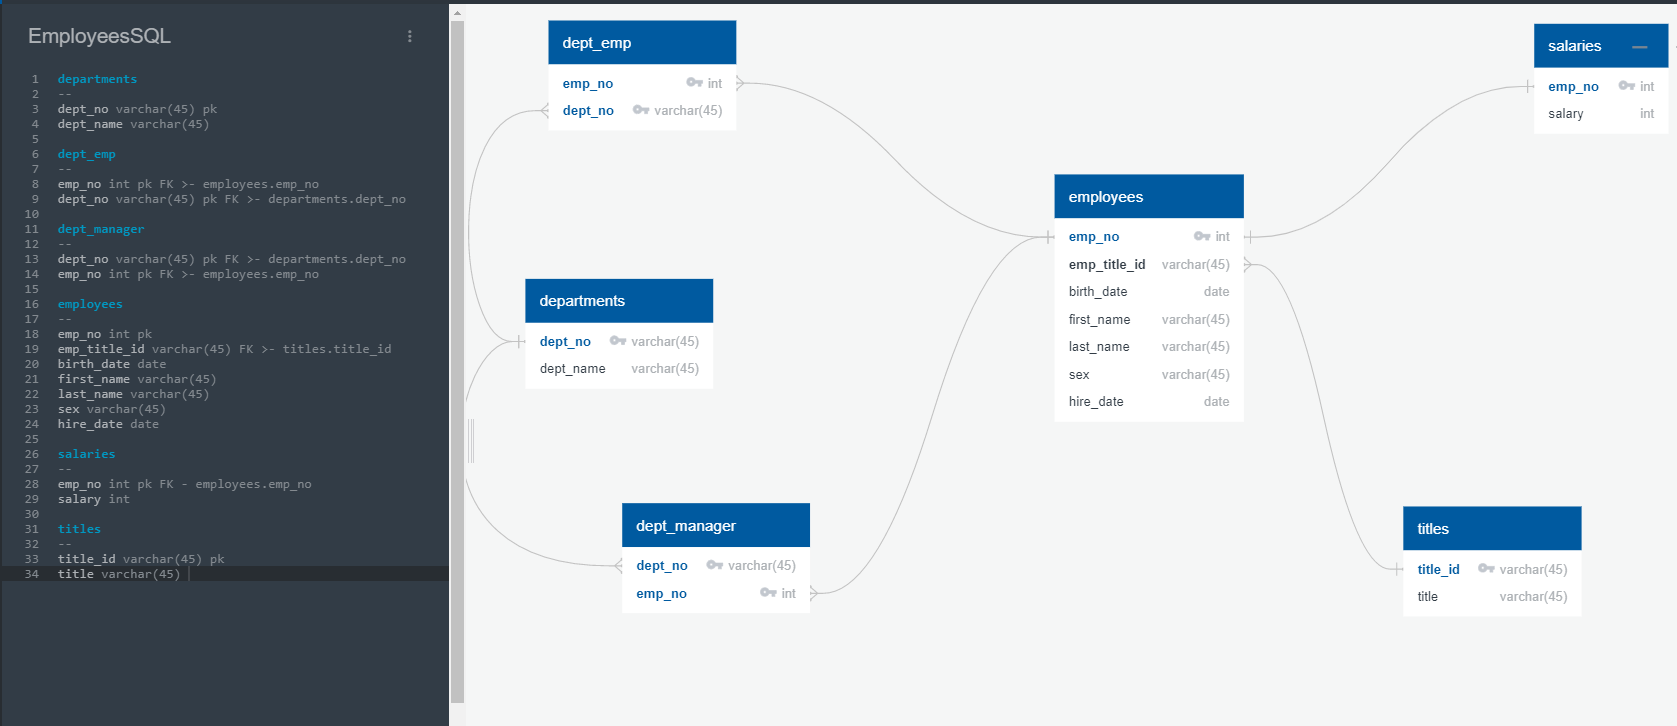 EmployeesSQL
1 departments
2 --
3 dept_no varchar(45) pk
4 dept_name varchar(45)
5
6 dept_emp
7 --
8 emp_no int pk FK >- employees.emp_no
9 dept_no varchar(45) pk FK >- departments.dept_no
10
11 dept_manager
12 --
13 dept_no varchar(45) pk FK >- departments.dept_no
14 emp_no int pk FK >- employees.emp_no
15
16 employees
17 --
18 emp_no int pk
19 emp_title_id varchar(45) FK >- titles.title_id
20 birth_date date
21 first_name varchar(45)
22 last_name varchar(45)
23 sex varchar(45)
24 hire_date date
25
26 salaries
27 --
28 emp_no int pk FK - employees.emp_no
29 salary int
30
31 titles
32 --
33 title_id varchar(45) pk
34 title varchar(45)
dept_emp
emp_no int
dept_no varchar(45)
salaries
emp_no int
salary int
employees
emp_no int
emp_title_id varchar(45)
birth_date date
first_name varchar(45)
last_name varchar(45)
sex varchar(45)
hire_date date
departments
dept_no varchar(45)
dept_name varchar(45)
dept_manager
dept_no varchar(45)
emp_no int
titles
title_id varchar(45)
title varchar(45)